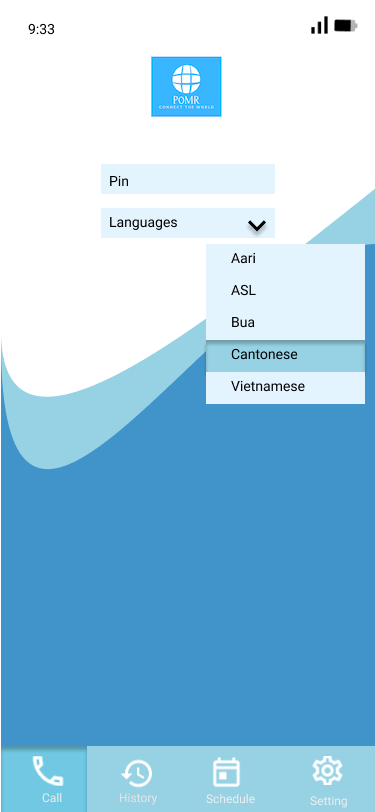 9:33
POMR
CONNECT THE WORLD
Pin
Languages
Aari
ASL
Bua
Cantonese
Vietnamese
Call
History
Schedule
Setting